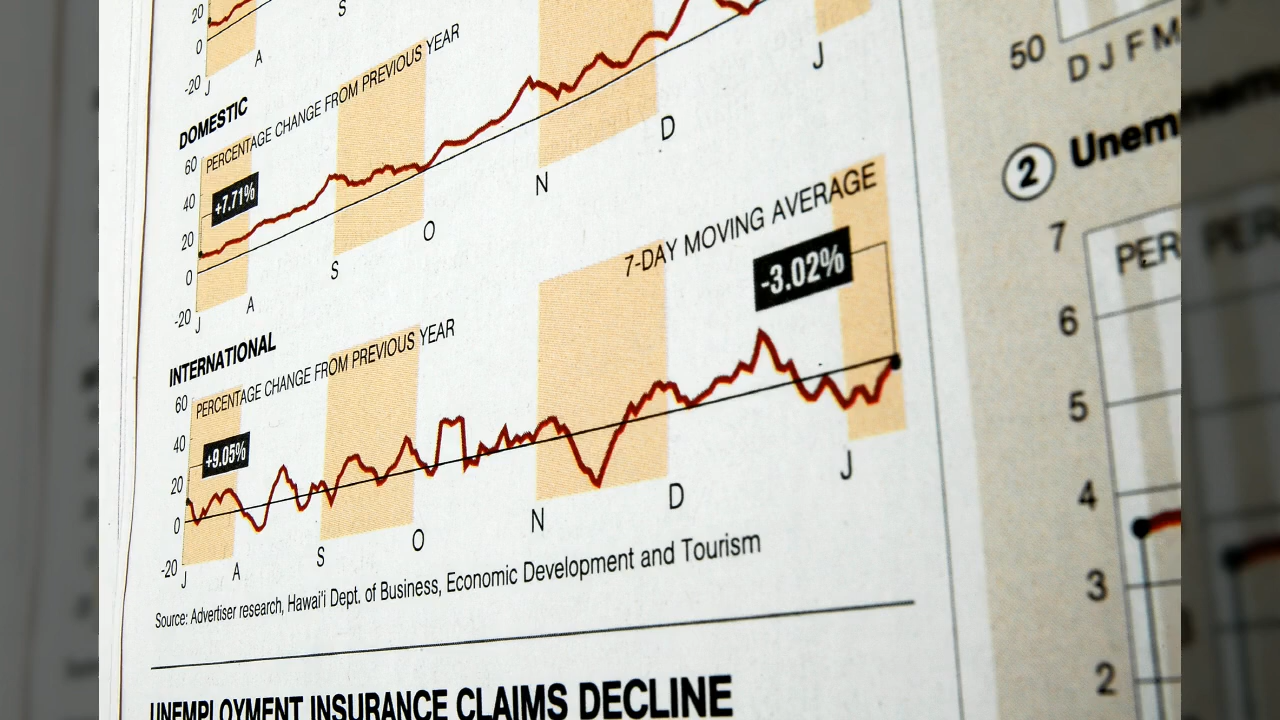 20
0
-20
J
A
S
J
DOMESTIC
PERCENTAGE CHANGE FROM PREVIOUS YEAR
60
40
20
0
-20
+7.71%
J
A
S
O
N
D
INTERNATIONAL
PERCENTAGE CHANGE FROM PREVIOUS YEAR
7-DAY MOVING AVERAGE
60
40
20
0
-20
+9.05%
-3.02%
J
A
S
O
N
D
J
Source: Advertiser research, Hawai'i Dept. of Business, Economic Development and Tourism
UNEMPLOYMENT INSURANCE CLAIMS DECLINE
50
D J F M
2 Unem
PER
7
6
5
4
3
2